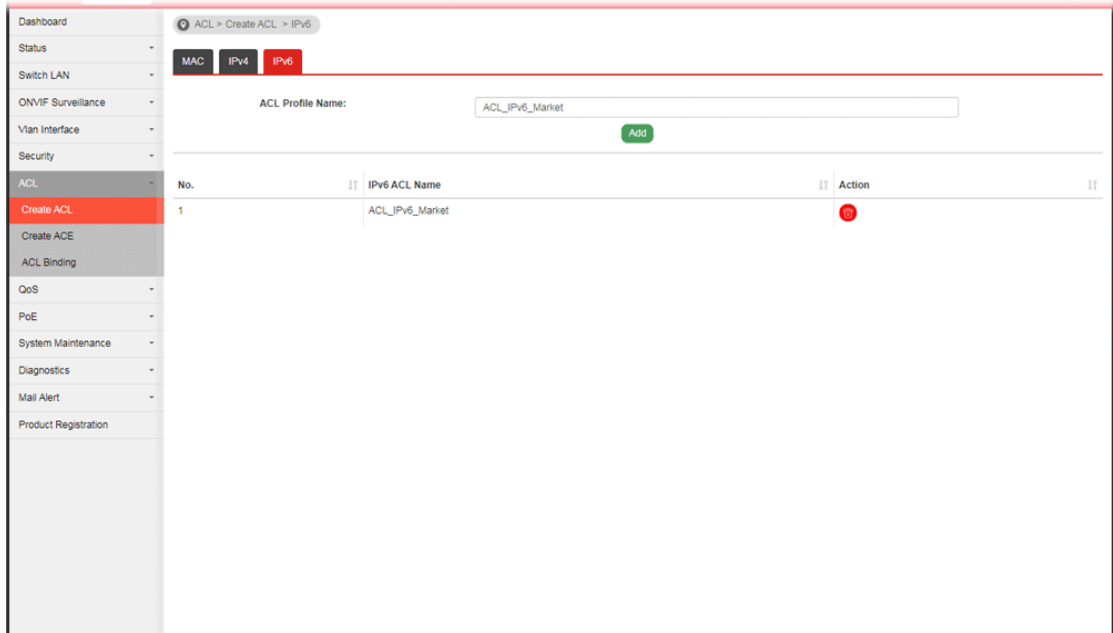 Dashboard
Status
Switch LAN
ONVIF Surveillance
Vlan Interface
Security
ACL
Create ACL
Create ACE
ACL Binding
QoS
PoE
System Maintenance
Diagnostics
Mail Alert
Product Registration
ACL > Create ACL > IPv6
MAC IPv4 IPv6
ACL Profile Name: ACL_IPv6_Market
Add
No. IPv6 ACL Name Action
1 ACL_IPv6_Market